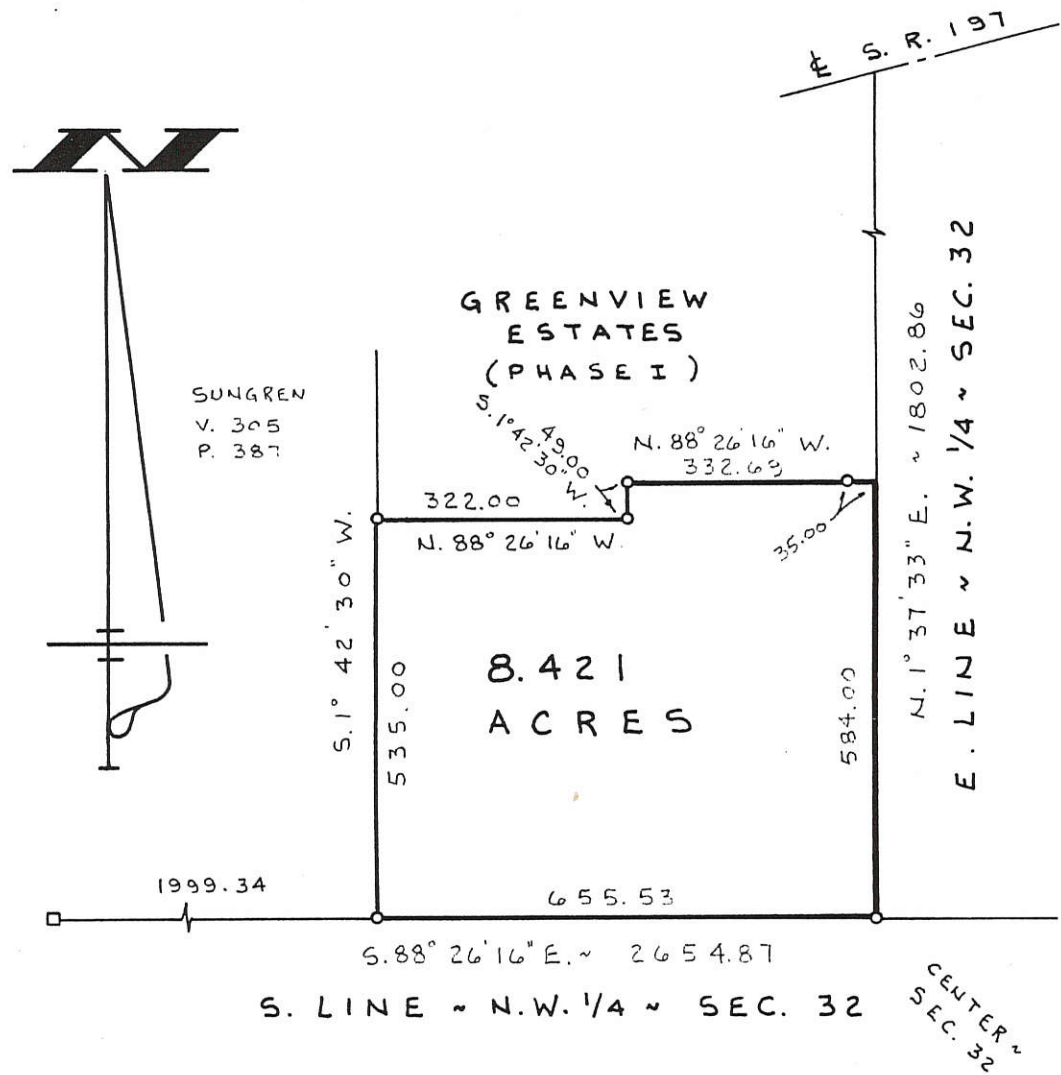 ℄ S. R. 197
N
GREENVIEW
ESTATES
(PHASE I)
SUNGREN
V. 305
P. 387
S. 1° 42' 30" W.
49.00
N. 88° 26' 16" W.
332.69
322.00
N. 88° 26' 16" W.
35.00
S. 1° 42' 30" W.
535.00
8.421
ACRES
584.00
N. 1° 37' 33" E. ~ 1802.86
E. LINE ~ N.W. 1/4 ~ SEC. 32
1999.34
655.53
S. 88° 26' 16" E. ~ 2654.87
S. LINE ~ N.W. 1/4 ~ SEC. 32
CENTER ~
SEC. 32